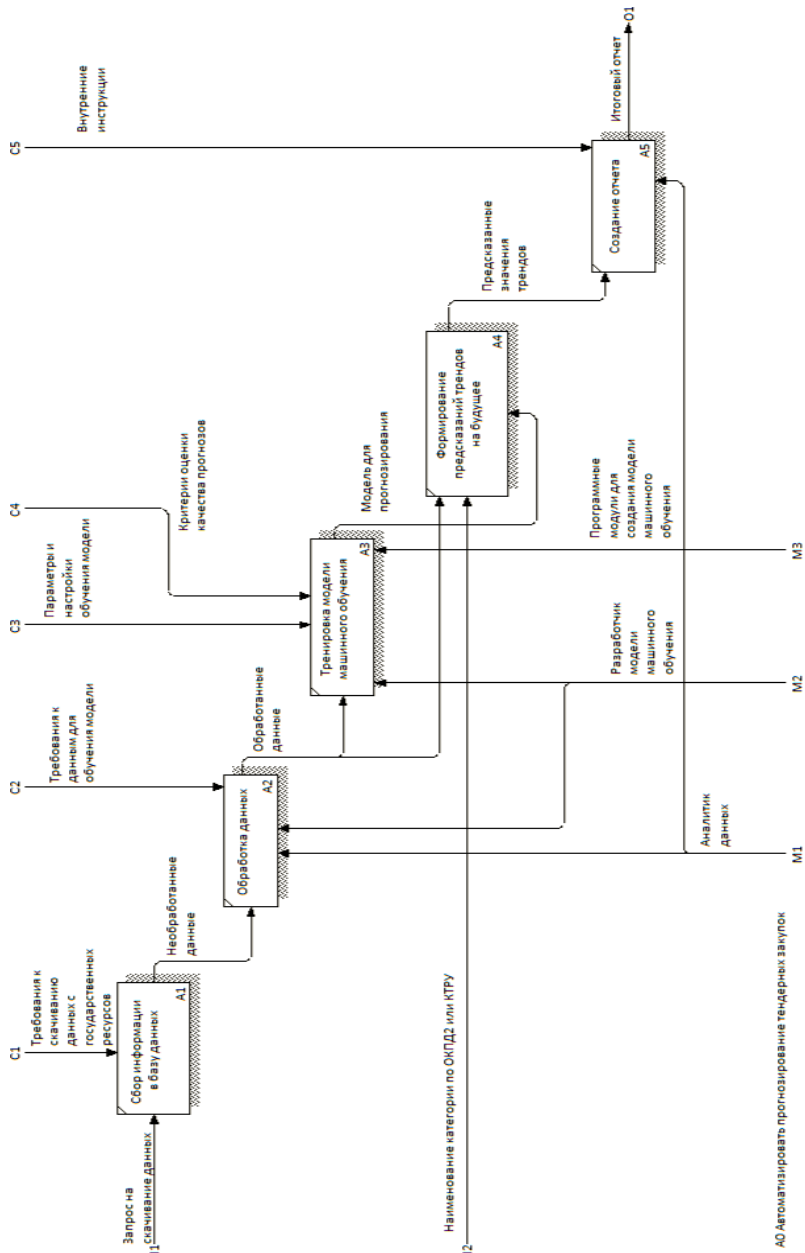 C1
C2
C3
C4
C5
Требования к
скачиванию
данных с
государственных
ресурсов
Требования к
данным для
обучения модели
Параметры и
настройки
обучения модели
Критерии оценки
качества прогнозов
Внутренние
инструкции
Запрос на
скачивание данных
I1
Сбор информации
в базу данных
A1
Необработанные
данные
Обработка данных
A2
Обработанные
данные
Тренировка модели
машинного обучения
A3
Модель для
прогнозирования
Наименование категории по ОКПД2 или КТРУ
I2
Формирование
предсказаний трендов
на будущее
A4
Предсказанные
значения
трендов
Создание отчета
A5
Итоговый отчет
O1
Аналитик
данных
Разработчик
модели
машинного
обучения
Программные
модули для
создания модели
машинного
обучения
M1
M2
M3
A0 Автоматизировать прогнозирование тендерных закупок